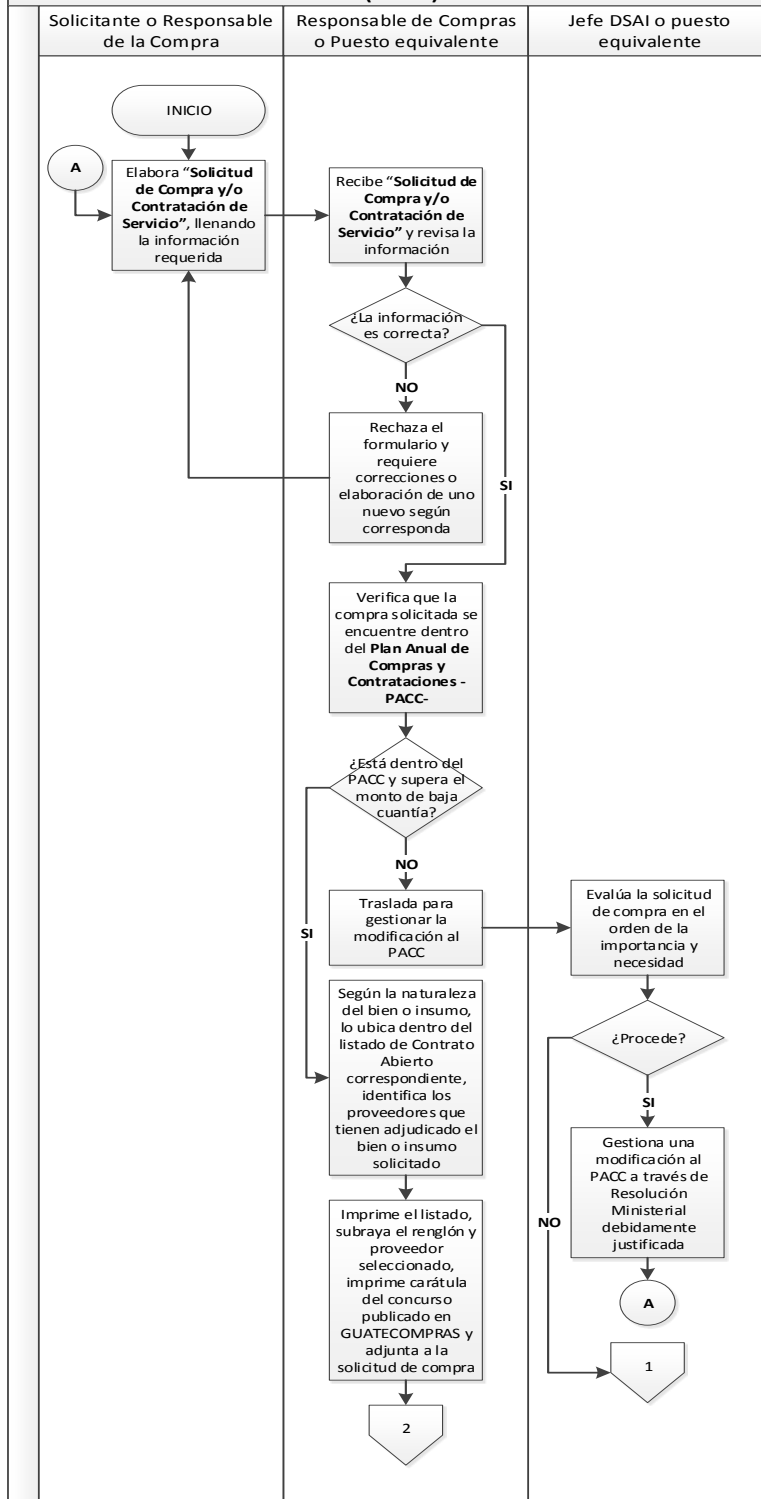 Solicitante o Responsable
de la Compra
Responsable de Compras
o Puesto equivalente
Jefe DSAI o puesto
equivalente
INICIO
A
Elabora “Solicitud
de Compra y/o
Contratación de
Servicio”, llenando
la información
requerida
Recibe “Solicitud de
Compra y/o
Contratación de
Servicio” y revisa la
información
¿La información
es correcta?
NO
SI
Rechaza el
formulario y
requiere
correcciones o
elaboración de uno
nuevo según
corresponda
Verifica que la
compra solicitada se
encuentre dentro
del Plan Anual de
Compras y
Contrataciones -
PACC-
¿Está dentro del
PACC y supera el
monto de baja
cuantía?
NO
SI
Traslada para
gestionar la
modificación al
PACC
Evalúa la solicitud
de compra en el
orden de la
importancia y
necesidad
¿Procede?
SI
NO
Gestiona una
modificación al
PACC a través de
Resolución
Ministerial
debidamente
justificada
A
1
Según la naturaleza
del bien o insumo,
lo ubica dentro del
listado de Contrato
Abierto
correspondiente,
identifica los
proveedores que
tienen adjudicado el
bien o insumo
solicitado
Imprime el listado,
subraya el renglón y
proveedor
seleccionado,
imprime carátula
del concurso
publicado en
GUATECOMPRAS y
adjunta a la
solicitud de compra
2